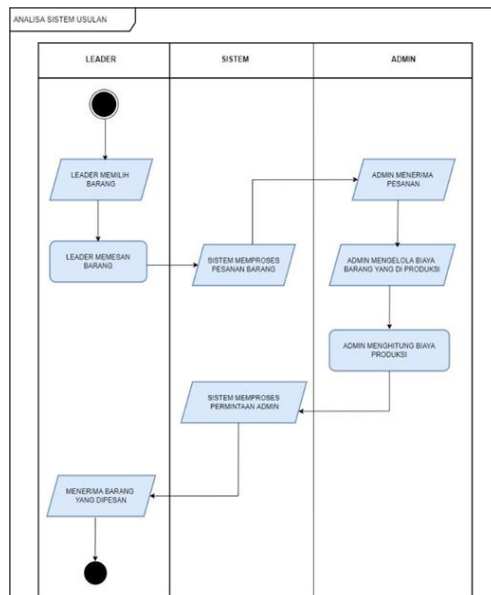 ANALISA SISTEM USULAN
LEADER
SISTEM
ADMIN
LEADER MEMILIH
BARANG
ADMIN MENERIMA
PESANAN
LEADER MEMESAN
BARANG
SISTEM MEMPROSES
PESANAN BARANG
ADMIN MENGELOLA BIAYA
BARANG YANG DI PRODUKSI
ADMIN MENGHITUNG BIAYA
PRODUKSI
SISTEM MEMPROSES
PERMINTAAN ADMIN
MENERIMA BARANG
YANG DIPESAN